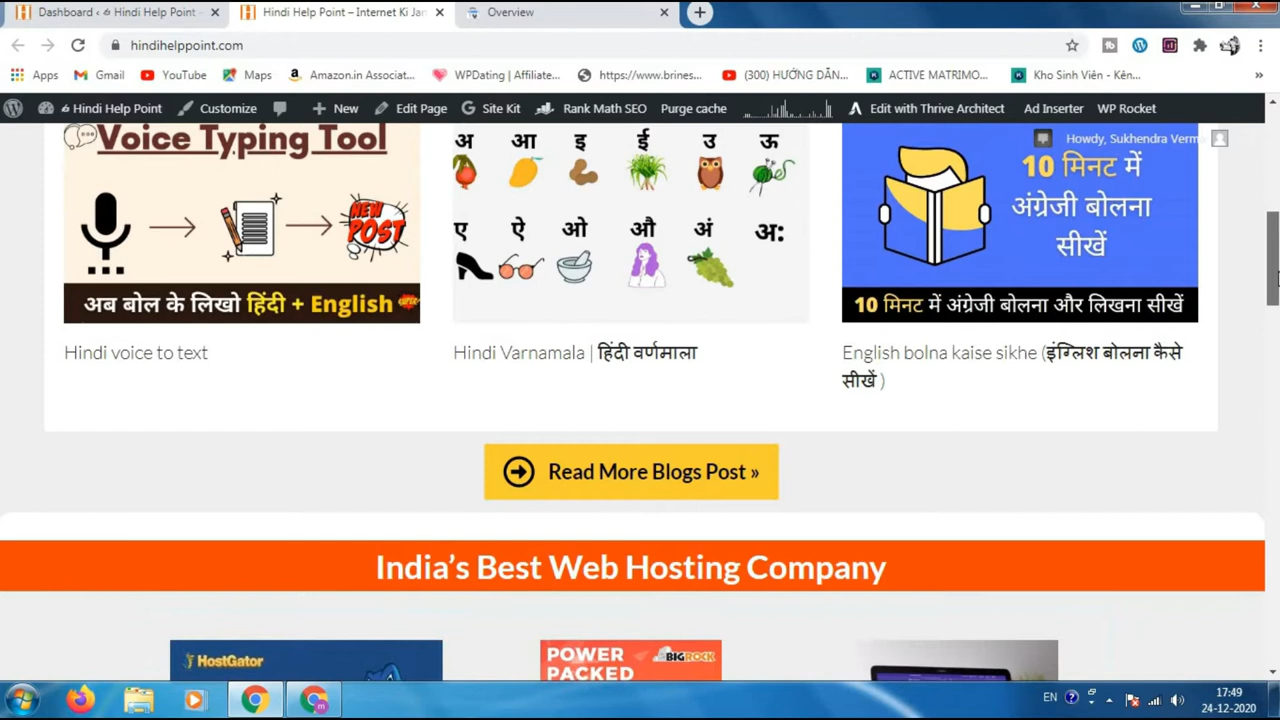 Dashboard ‹ Hindi Help Point –
Hindi Help Point – Internet Ki Jan
Overview
hindihelppoint.com
Apps
Gmail
YouTube
Maps
Amazon.in Associat...
WPDating | Affiliate...
https://www.brines...
(300) HƯỚNG DẪN...
ACTIVE MATRIMO...
Kho Sinh Viên - Kên...
»
Hindi Help Point
Customize
New
Edit Page
Site Kit
Rank Math SEO
Purge cache
Edit with Thrive Architect
Ad Inserter
WP Rocket
Howdy, Sukhendra Verm
Voice Typing Tool
NEW POST
अब बोल के लिखो हिंदी + English
Hindi voice to text
अ आ इ ई उ ऊ
ए ऐ ओ औ अं अः
Hindi Varnamala | हिंदी वर्णमाला
10 मिनट में
अंग्रेजी बोलना
सीखें
10 मिनट में अंग्रेजी बोलना और लिखना सीखें
English bolna kaise sikhe (इंग्लिश बोलना कैसे
सीखें )
Read More Blogs Post »
India's Best Web Hosting Company
HostGator
POWER
PACKED
BIGROCK
EN
17:49
24-12-2020